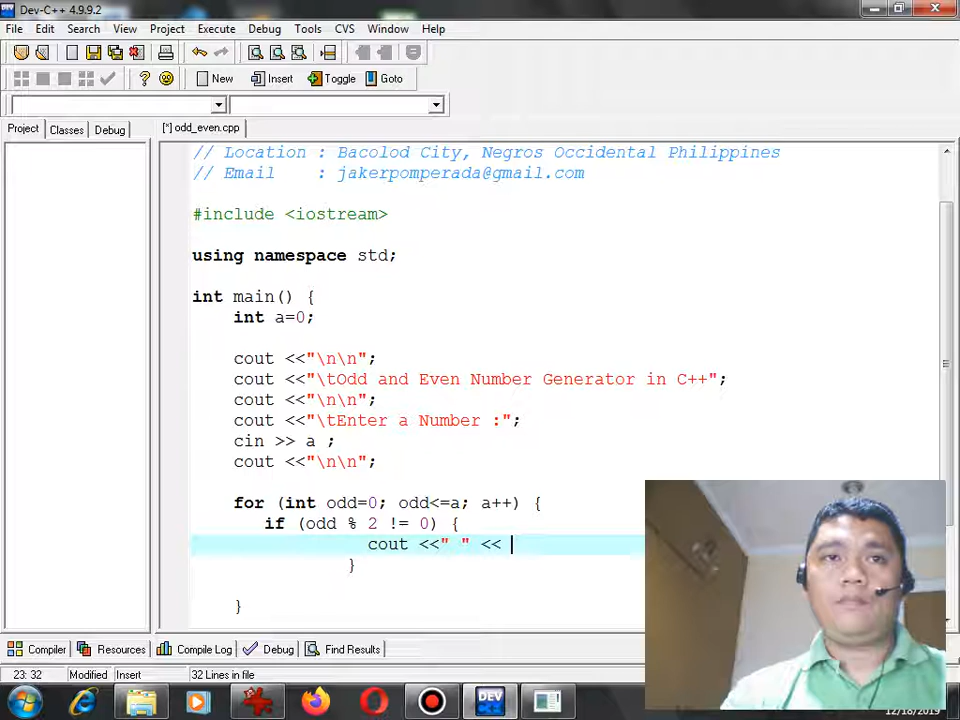 Dev-C++ 4.9.9.2
File Edit Search View Project Execute Debug Tools CVS Window Help
New Insert Toggle Goto
Project Classes Debug [*] odd_even.cpp
// Location : Bacolod City, Negros Occidental Philippines
// Email    : jakerpomperada@gmail.com
#include <iostream>
using namespace std;
int main() {
int a=0;
cout <<"\n\n";
cout <<"\tOdd and Even Number Generator in C++";
cout <<"\n\n";
cout <<"\tEnter a Number :";
cin >> a ;
cout <<"\n\n";
for (int odd=0; odd<=a; a++) {
if (odd % 2 != 0) {
cout <<" " <<
}
}
Compiler Resources Compile Log Debug Find Results
23: 32 Modified Insert 32 Lines in file
DEV
12/18/2019